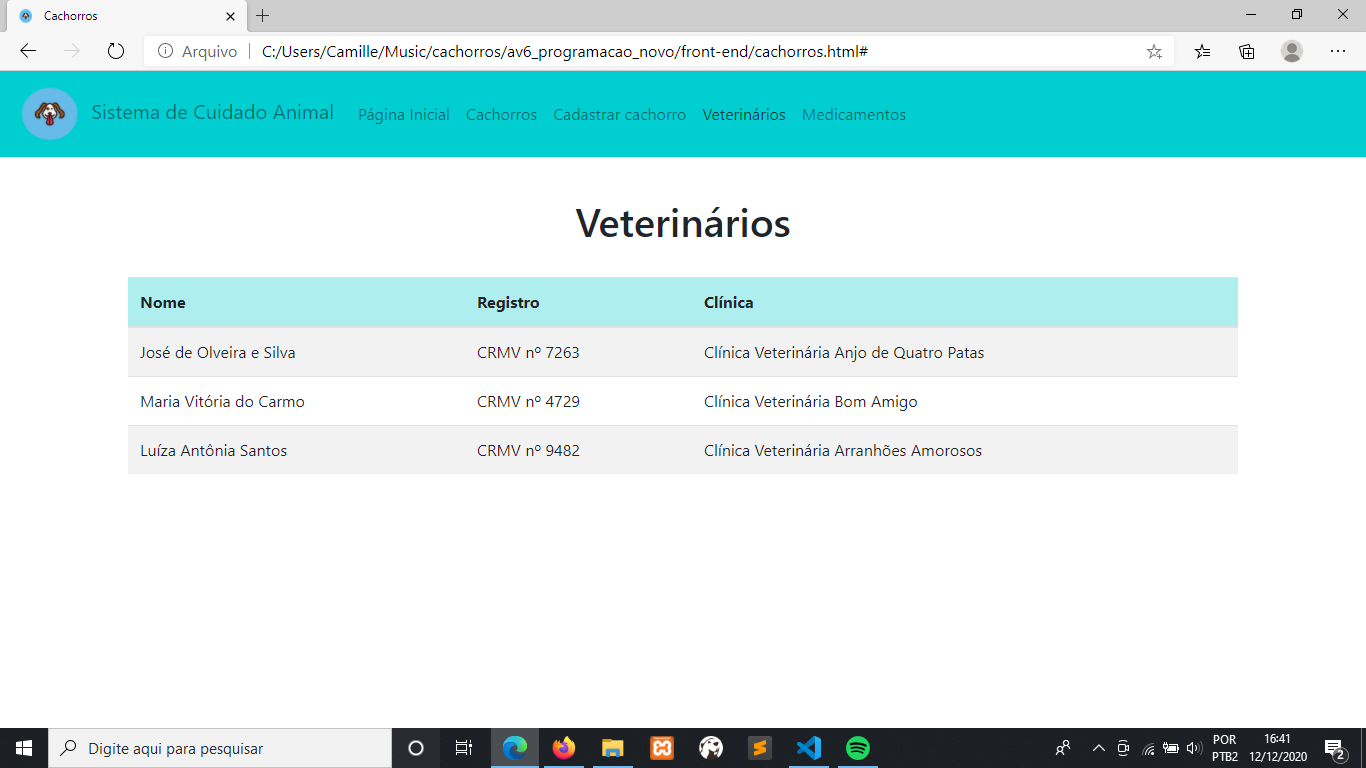 Cachorros
Arquivo C:/Users/Camille/Music/cachorros/av6_programacao_novo/front-end/cachorros.html#
Sistema de Cuidado Animal Página Inicial Cachorros Cadastrar cachorro Veterinários Medicamentos
Veterinários
Nome Registro Clínica
José de Olveira e Silva CRMV nº 7263 Clínica Veterinária Anjo de Quatro Patas
Maria Vitória do Carmo CRMV nº 4729 Clínica Veterinária Bom Amigo
Luíza Antônia Santos CRMV nº 9482 Clínica Veterinária Arranhões Amorosos
Digite aqui para pesquisar
POR 16:41
PTB2 12/12/2020 2